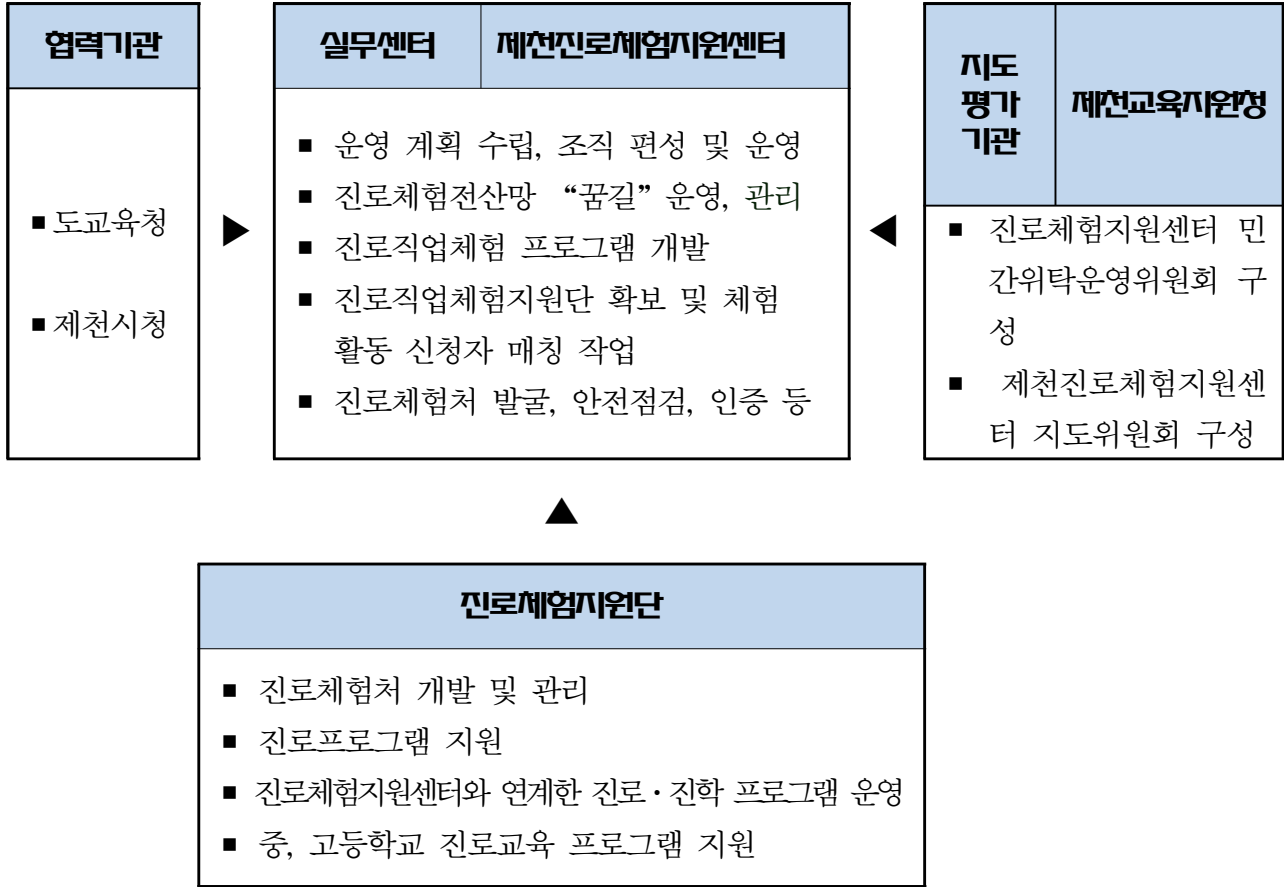 협력기관
■ 도교육청
■ 제천시청
▶
실무센터 제천진로체험지원센터
■ 운영 계획 수립, 조직 편성 및 운영
■ 진로체험전산망 “꿈길” 운영, 관리
■ 진로직업체험 프로그램 개발
■ 진로직업체험지원단 확보 및 체험
활동 신청자 매칭 작업
■ 진로체험처 발굴, 안전점검, 인증 등
◀
지도
평가
기관
제천교육지원청
■ 진로체험지원센터 민
간위탁운영위원회 구
성
■ 제천진로체험지원센
터 지도위원회 구성
▲
진로체험지원단
■ 진로체험처 개발 및 관리
■ 진로프로그램 지원
■ 진로체험지원센터와 연계한 진로·진학 프로그램 운영
■ 중, 고등학교 진로교육 프로그램 지원